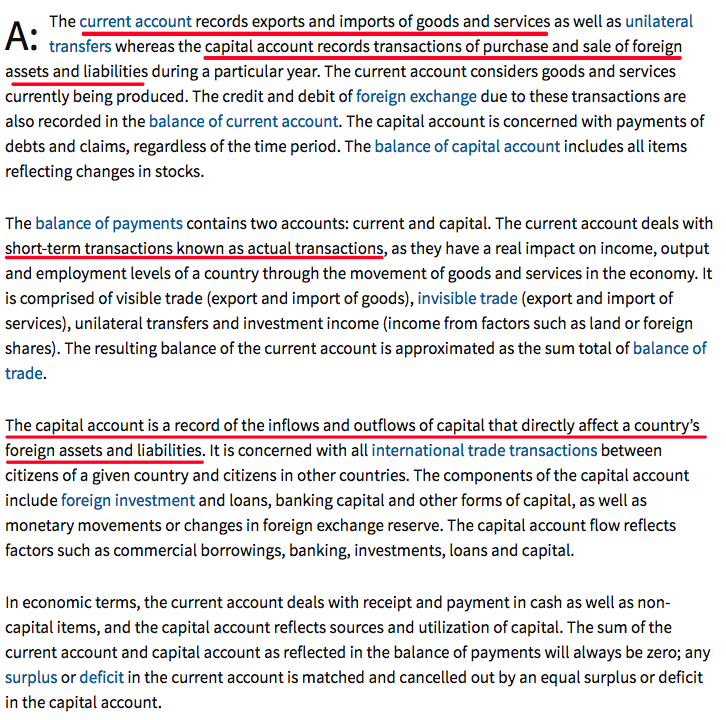 A: The current account records exports and imports of goods and services as well as unilateral
transfers whereas the capital account records transactions of purchase and sale of foreign
assets and liabilities during a particular year. The current account considers goods and services
currently being produced. The credit and debit of foreign exchange due to these transactions are
also recorded in the balance of current account. The capital account is concerned with payments of
debts and claims, regardless of the time period. The balance of capital account includes all items
reflecting changes in stocks.
The balance of payments contains two accounts: current and capital. The current account deals with
short-term transactions known as actual transactions, as they have a real impact on income, output
and employment levels of a country through the movement of goods and services in the economy. It
is comprised of visible trade (export and import of goods), invisible trade (export and import of
services), unilateral transfers and investment income (income from factors such as land or foreign
shares). The resulting balance of the current account is approximated as the sum total of balance of
trade.
The capital account is a record of the inflows and outflows of capital that directly affect a country’s
foreign assets and liabilities. It is concerned with all international trade transactions between
citizens of a given country and citizens in other countries. The components of the capital account
include foreign investment and loans, banking capital and other forms of capital, as well as
monetary movements or changes in foreign exchange reserve. The capital account flow reflects
factors such as commercial borrowings, banking, investments, loans and capital.
In economic terms, the current account deals with receipt and payment in cash as well as non-
capital items, and the capital account reflects sources and utilization of capital. The sum of the
current account and capital account as reflected in the balance of payments will always be zero; any
surplus or deficit in the current account is matched and cancelled out by an equal surplus or deficit
in the capital account.